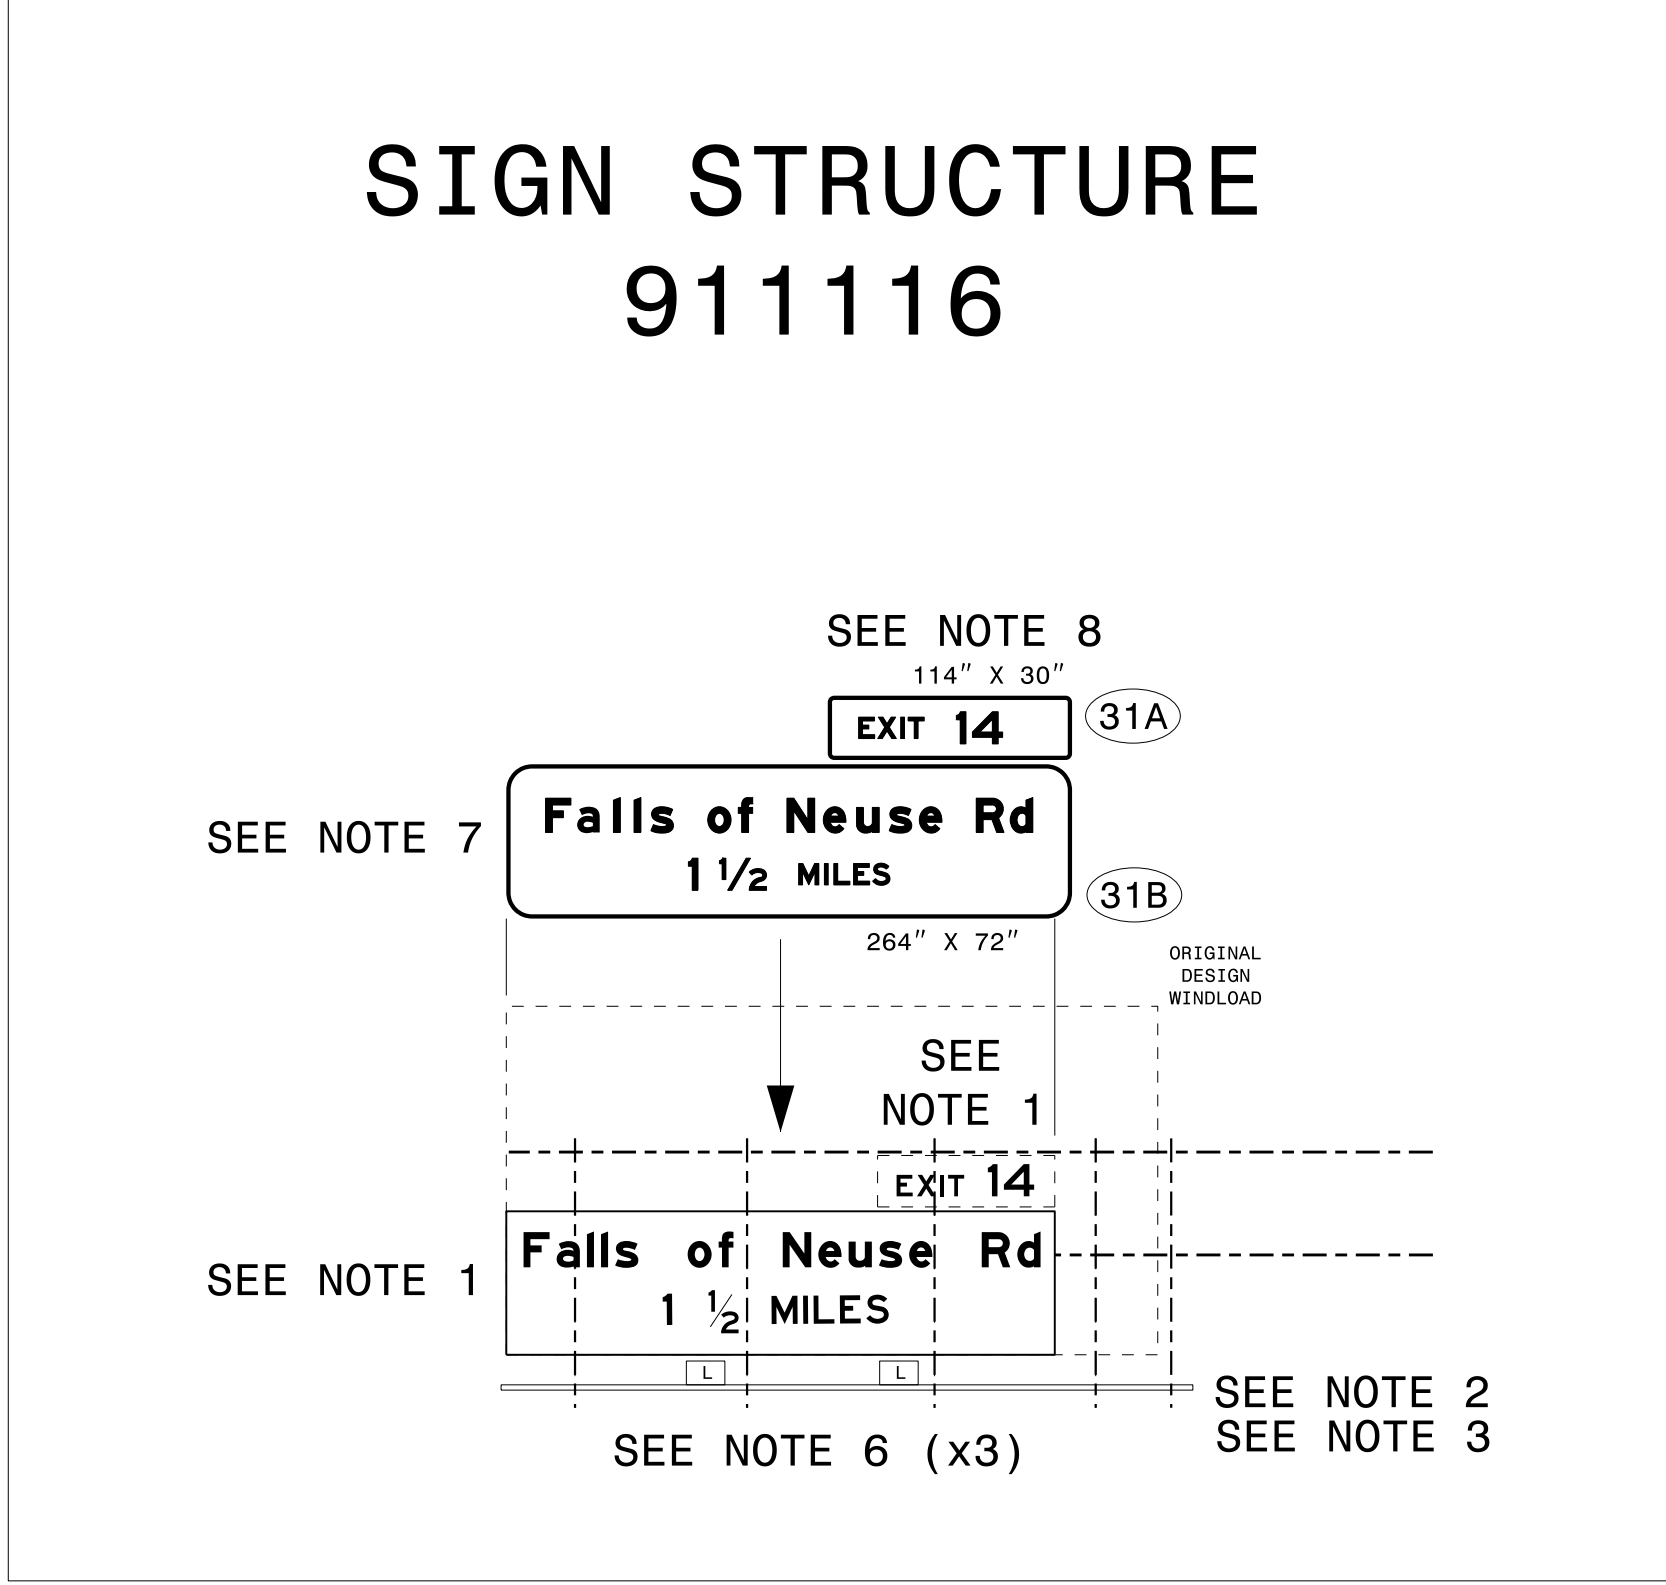 SIGN STRUCTURE
911116
SEE NOTE 8
114" X 30"
EXIT 14
31A
SEE NOTE 7
Falls of Neuse Rd
1 1/2 MILES
31B
264" X 72"
ORIGINAL
DESIGN
WINDLOAD
SEE
NOTE 1
EXIT 14
SEE NOTE 1
Falls of Neuse Rd
1 1/2 MILES
L
L
SEE NOTE 2
SEE NOTE 3
SEE NOTE 6 (x3)